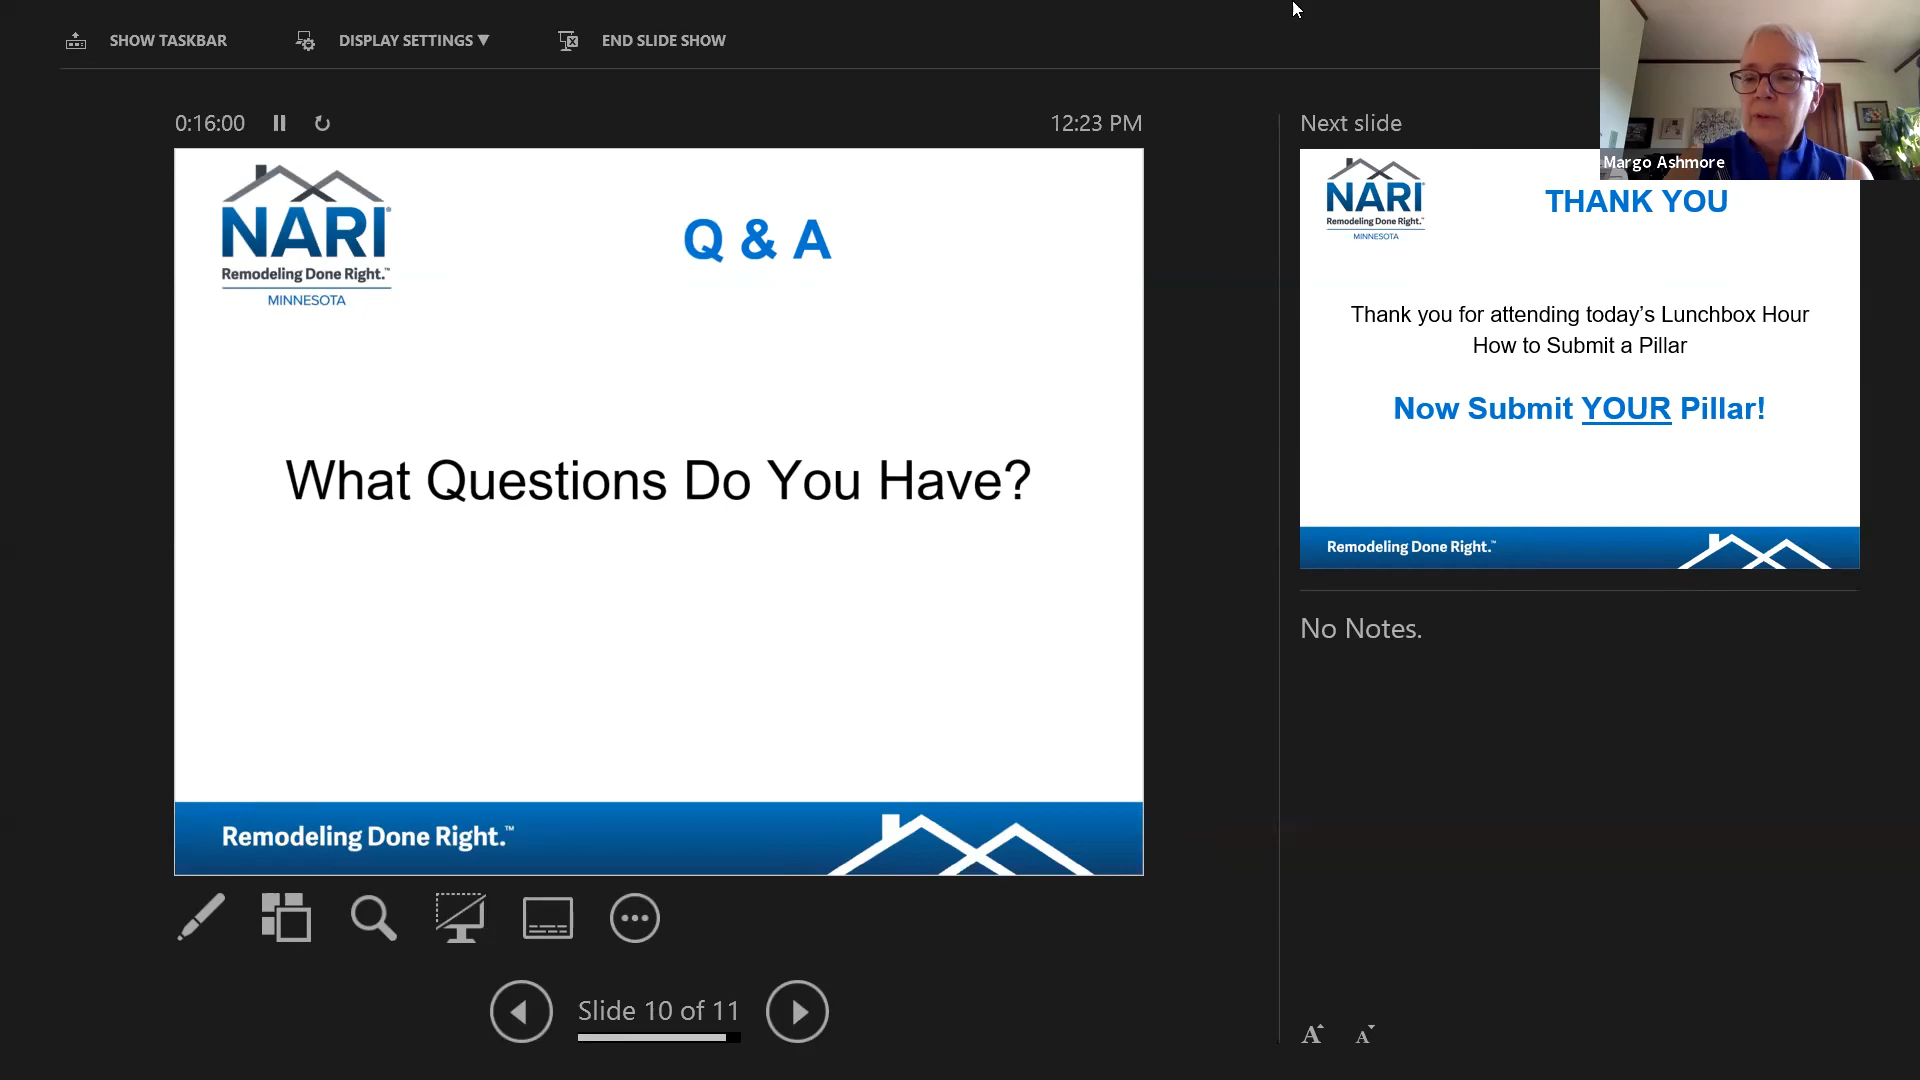 SHOW TASKBAR
DISPLAY SETTINGS ▼
END SLIDE SHOW
0:16:00
12:23 PM
NARI®
Remodeling Done Right.™
MINNESOTA
Q & A
What Questions Do You Have?
Remodeling Done Right.™
Slide 10 of 11
Next slide
Margo Ashmore
NARI
Remodeling Done Right.™
MINNESOTA
THANK YOU
Thank you for attending today’s Lunchbox Hour
How to Submit a Pillar
Now Submit YOUR Pillar!
Remodeling Done Right.™
No Notes.
A A